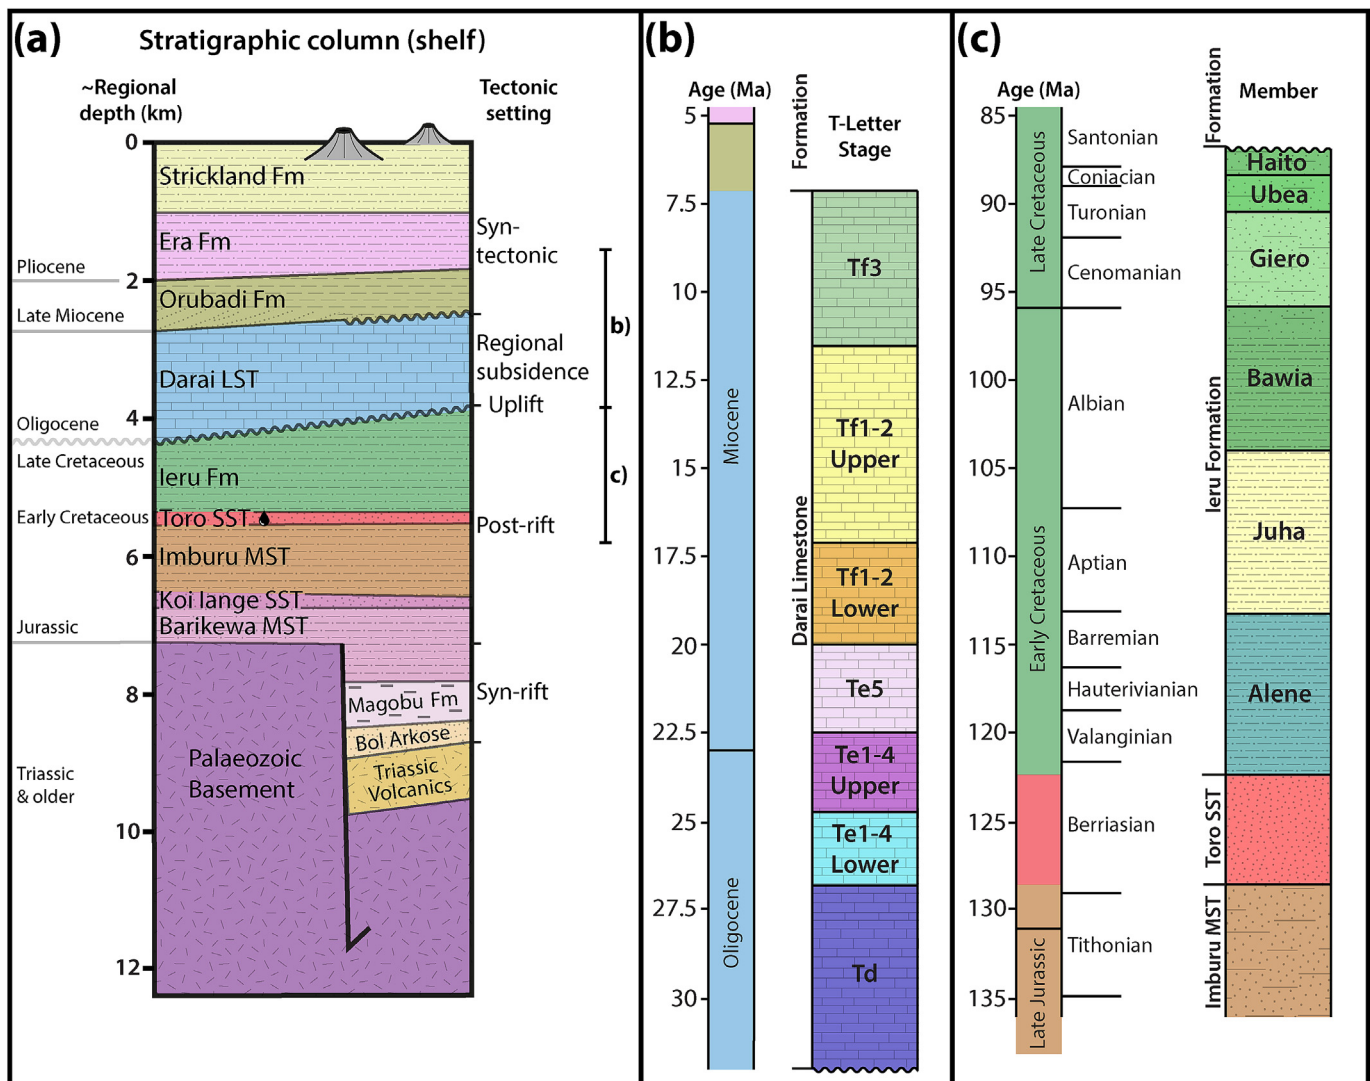 (a)
Stratigraphic column (shelf)
~Regional
depth (km)
Tectonic
setting
0
Strickland Fm
Era Fm
Syn-
tectonic
Pliocene
2
Orubadi Fm
Late Miocene
b)
Regional
subsidence
Darai LST
Uplift
4
Oligocene
Late Cretaceous
Ieru Fm
c)
Early Cretaceous
Toro SST
Post-rift
6
Imburu MST
Koi Iange SST
Jurassic
Barikewa MST
8
Magobu Fm
Syn-rift
Bol Arkose
Palaeozoic
Basement
Triassic
Volcanics
Triassic
& older
10
12
(b)
Age (Ma)
Formation
T-Letter
Stage
5
7.5
10
12.5
15
17.5
20
22.5
25
27.5
30
Miocene
Oligocene
Darai Limestone
Tf3
Tf1-2
Upper
Tf1-2
Lower
Te5
Te1-4
Upper
Te1-4
Lower
Td
(c)
Age (Ma)
Formation
Member
85
90
95
100
105
110
115
120
125
130
135
Late Cretaceous
Early Cretaceous
Late Jurassic
Santonian
Coniacian
Turonian
Cenomanian
Albian
Aptian
Barremian
Hauterivianian
Valanginian
Berriasian
Tithonian
Ieru Formation
Toro SST
Imburu MST
Haito
Ubea
Giero
Bawia
Juha
Alene